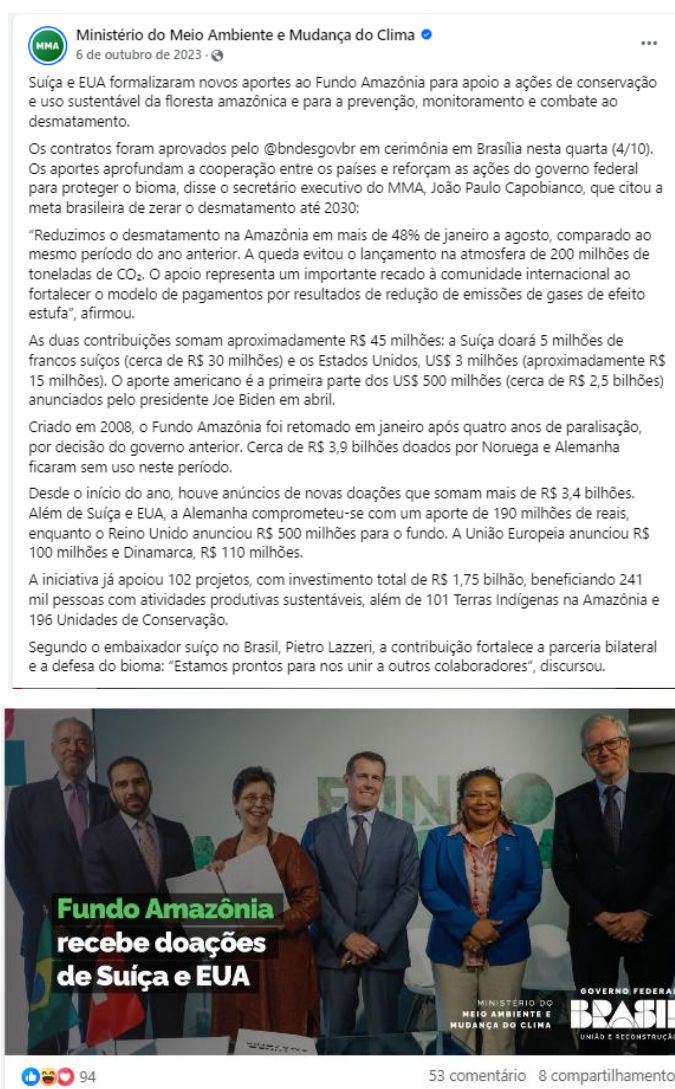 MMA
Ministério do Meio Ambiente e Mudança do Clima
6 de outubro de 2023 ·
Suíça e EUA formalizaram novos aportes ao Fundo Amazônia para apoio a ações de conservação
e uso sustentável da floresta amazônica e para a prevenção, monitoramento e combate ao
desmatamento.
Os contratos foram aprovados pelo @bndesgovbr em cerimônia em Brasília nesta quarta (4/10).
Os aportes aprofundam a cooperação entre os países e reforçam as ações do governo federal
para proteger o bioma, disse o secretário executivo do MMA, João Paulo Capobianco, que citou a
meta brasileira de zerar o desmatamento até 2030:
“Reduzimos o desmatamento na Amazônia em mais de 48% de janeiro a agosto, comparado ao
mesmo período do ano anterior. A queda evitou o lançamento na atmosfera de 200 milhões de
toneladas de CO₂. O apoio representa um importante recado à comunidade internacional ao
fortalecer o modelo de pagamentos por resultados de redução de emissões de gases de efeito
estufa”, afirmou.
As duas contribuições somam aproximadamente R$ 45 milhões: a Suíça doará 5 milhões de
francos suíços (cerca de R$ 30 milhões) e os Estados Unidos, US$ 3 milhões (aproximadamente R$
15 milhões). O aporte americano é a primeira parte dos US$ 500 milhões (cerca de R$ 2,5 bilhões)
anunciados pelo presidente Joe Biden em abril.
Criado em 2008, o Fundo Amazônia foi retomado em janeiro após quatro anos de paralisação,
por decisão do governo anterior. Cerca de R$ 3,9 bilhões doados por Noruega e Alemanha
ficaram sem uso neste período.
Desde o início do ano, houve anúncios de novas doações que somam mais de R$ 3,4 bilhões.
Além de Suíça e EUA, a Alemanha comprometeu-se com um aporte de 190 milhões de reais,
enquanto o Reino Unido anunciou R$ 500 milhões para o fundo. A União Europeia anunciou R$
100 milhões e Dinamarca, R$ 110 milhões.
A iniciativa já apoiou 102 projetos, com investimento total de R$ 1,75 bilhão, beneficiando 241
mil pessoas com atividades produtivas sustentáveis, além de 101 Terras Indígenas na Amazônia e
196 Unidades de Conservação.
Segundo o embaixador suíço no Brasil, Pietro Lazzeri, a contribuição fortalece a parceria bilateral
e a defesa do bioma: “Estamos prontos para nos unir a outros colaboradores”, discursou.
FUNDO
Fundo Amazônia
recebe doações
de Suíça e EUA
MINISTÉRIO DO
MEIO AMBIENTE E
MUDANÇA DO CLIMA
GOVERNO FEDERAL
BRASIL
UNIÃO E RECONSTRUÇÃO
94
53 comentário 8 compartilhamento